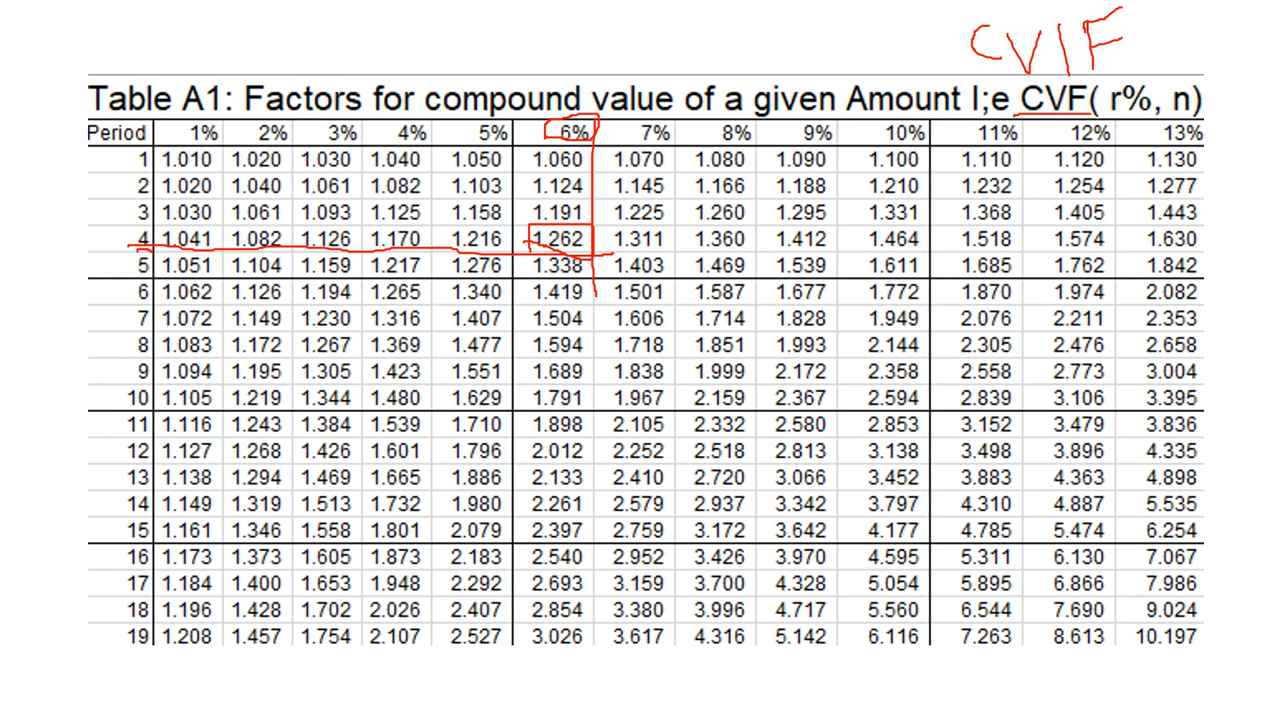 CVIF
Table A1: Factors for compound value of a given Amount I;e CVF( r%, n)
Period 1% 2% 3% 4% 5% 6% 7% 8% 9% 10% 11% 12% 13%
1 1.010 1.020 1.030 1.040 1.050 1.060 1.070 1.080 1.090 1.100 1.110 1.120 1.130
2 1.020 1.040 1.061 1.082 1.103 1.124 1.145 1.166 1.188 1.210 1.232 1.254 1.277
3 1.030 1.061 1.093 1.125 1.158 1.191 1.225 1.260 1.295 1.331 1.368 1.405 1.443
4 1.041 1.082 1.126 1.170 1.216 1.262 1.311 1.360 1.412 1.464 1.518 1.574 1.630
5 1.051 1.104 1.159 1.217 1.276 1.338 1.403 1.469 1.539 1.611 1.685 1.762 1.842
6 1.062 1.126 1.194 1.265 1.340 1.419 1.501 1.587 1.677 1.772 1.870 1.974 2.082
7 1.072 1.149 1.230 1.316 1.407 1.504 1.606 1.714 1.828 1.949 2.076 2.211 2.353
8 1.083 1.172 1.267 1.369 1.477 1.594 1.718 1.851 1.993 2.144 2.305 2.476 2.658
9 1.094 1.195 1.305 1.423 1.551 1.689 1.838 1.999 2.172 2.358 2.558 2.773 3.004
10 1.105 1.219 1.344 1.480 1.629 1.791 1.967 2.159 2.367 2.594 2.839 3.106 3.395
11 1.116 1.243 1.384 1.539 1.710 1.898 2.105 2.332 2.580 2.853 3.152 3.479 3.836
12 1.127 1.268 1.426 1.601 1.796 2.012 2.252 2.518 2.813 3.138 3.498 3.896 4.335
13 1.138 1.294 1.469 1.665 1.886 2.133 2.410 2.720 3.066 3.452 3.883 4.363 4.898
14 1.149 1.319 1.513 1.732 1.980 2.261 2.579 2.937 3.342 3.797 4.310 4.887 5.535
15 1.161 1.346 1.558 1.801 2.079 2.397 2.759 3.172 3.642 4.177 4.785 5.474 6.254
16 1.173 1.373 1.605 1.873 2.183 2.540 2.952 3.426 3.970 4.595 5.311 6.130 7.067
17 1.184 1.400 1.653 1.948 2.292 2.693 3.159 3.700 4.328 5.054 5.895 6.866 7.986
18 1.196 1.428 1.702 2.026 2.407 2.854 3.380 3.996 4.717 5.560 6.544 7.690 9.024
19 1.208 1.457 1.754 2.107 2.527 3.026 3.617 4.316 5.142 6.116 7.263 8.613 10.197